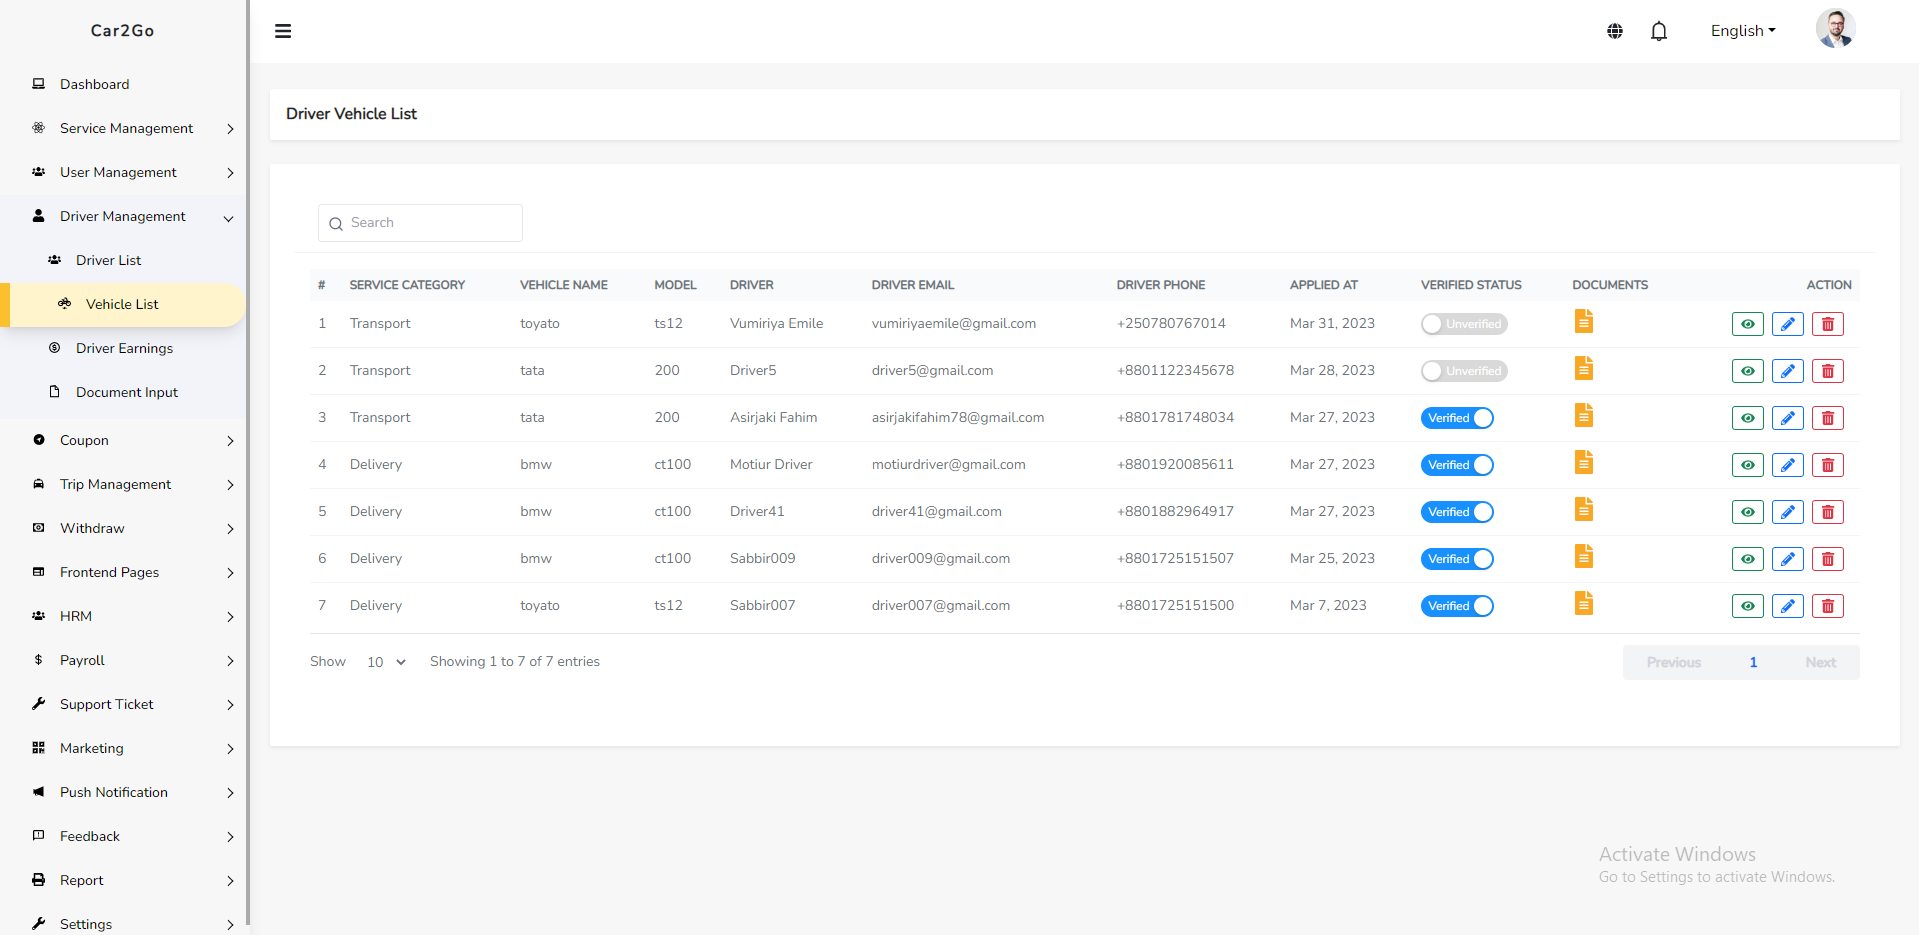 Car2Go
English
Dashboard
Service Management
User Management
Driver Management
Driver List
Vehicle List
Driver Earnings
Document Input
Coupon
Trip Management
Withdraw
Frontend Pages
HRM
Payroll
Support Ticket
Marketing
Push Notification
Feedback
Report
Settings
Driver Vehicle List
Search
# SERVICE CATEGORY VEHICLE NAME MODEL DRIVER DRIVER EMAIL DRIVER PHONE APPLIED AT VERIFIED STATUS DOCUMENTS ACTION
1 Transport toyato ts12 Vumiriya Emile vumiriyaemile@gmail.com +250780767014 Mar 31, 2023 Unverified
2 Transport tata 200 Driver5 driver5@gmail.com +8801122345678 Mar 28, 2023 Unverified
3 Transport tata 200 Asirjaki Fahim asirjakifahim78@gmail.com +8801781748034 Mar 27, 2023 Verified
4 Delivery bmw ct100 Motiur Driver motiurdriver@gmail.com +8801920085611 Mar 27, 2023 Verified
5 Delivery bmw ct100 Driver41 driver41@gmail.com +8801882964917 Mar 27, 2023 Verified
6 Delivery bmw ct100 Sabbir009 driver009@gmail.com +8801725151507 Mar 25, 2023 Verified
7 Delivery toyato ts12 Sabbir007 driver007@gmail.com +8801725151500 Mar 7, 2023 Verified
Show 10 Showing 1 to 7 of 7 entries Previous 1 Next
Activate Windows
Go to Settings to activate Windows.